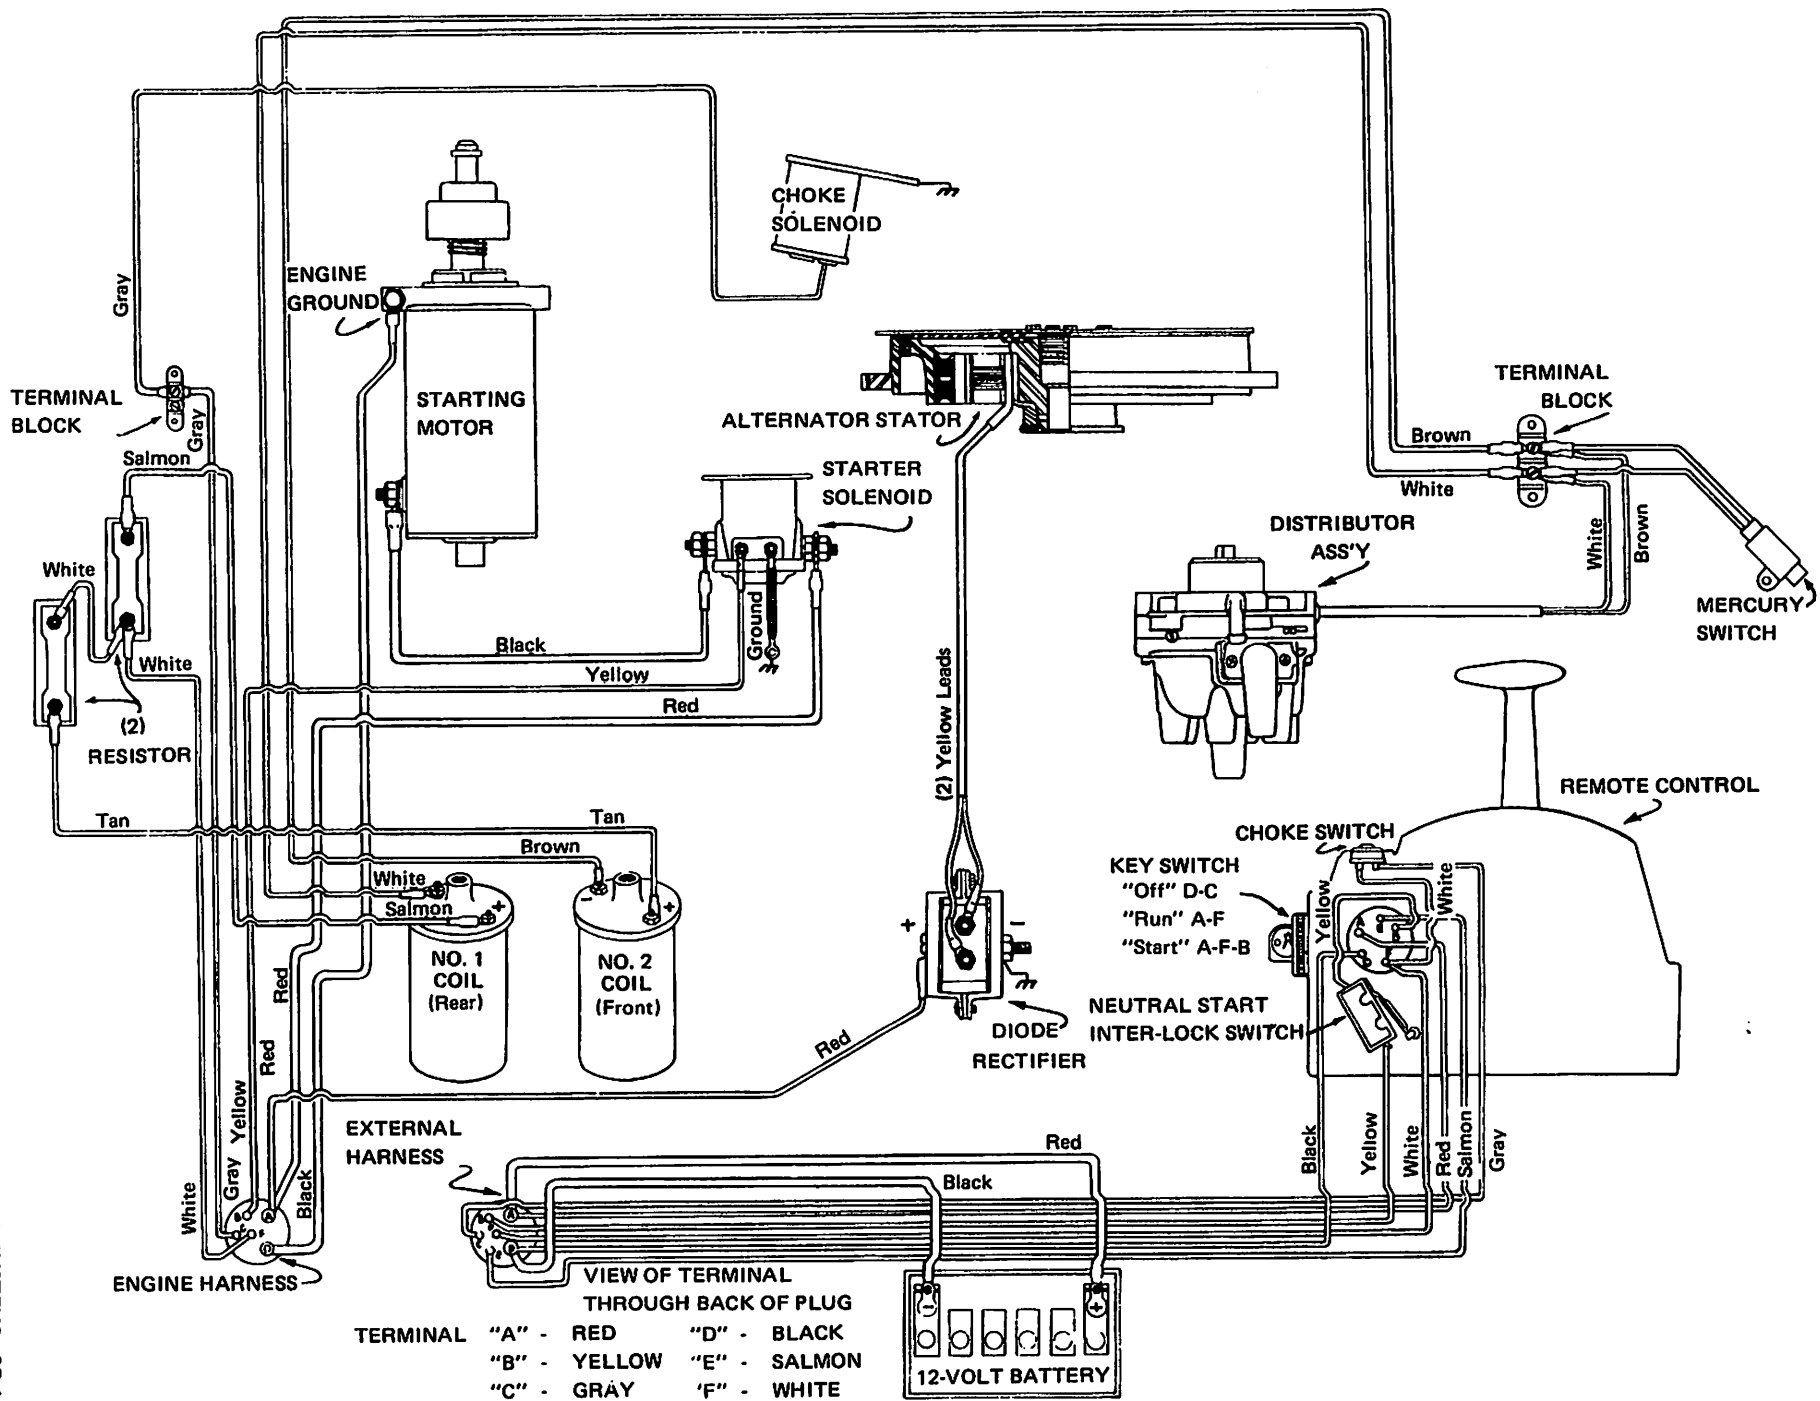 CHOKE
SOLENOID
ENGINE
GROUND
Gray
TERMINAL
BLOCK
Gray
STARTING
MOTOR
ALTERNATOR STATOR
TERMINAL
BLOCK
Brown
White
Salmon
STARTER
SOLENOID
DISTRIBUTOR
ASS'Y
White
Brown
White
MERCURY
SWITCH
Ground
Black
White
Yellow
Red
(2)
RESISTOR
(2) Yellow Leads
REMOTE CONTROL
Tan
Tan
Brown
White
Salmon
+
- +
NO. 1
COIL
(Rear)
NO. 2
COIL
(Front)
CHOKE SWITCH
KEY SWITCH
"Off" D-C
"Run" A-F
"Start" A-F-B
Yellow
White
+ -
A
NEUTRAL START
INTER-LOCK SWITCH
DIODE
RECTIFIER
Red
Red
Red
Yellow
Gray
White
Black
A
ENGINE HARNESS
EXTERNAL
HARNESS
A
Red
Black
Black
Yellow
White
Red
Salmon
Gray
VIEW OF TERMINAL
THROUGH BACK OF PLUG
TERMINAL "A" - RED "D" - BLACK
"B" - YELLOW "E" - SALMON
"C" - GRAY 'F" - WHITE
- +
12-VOLT BATTERY